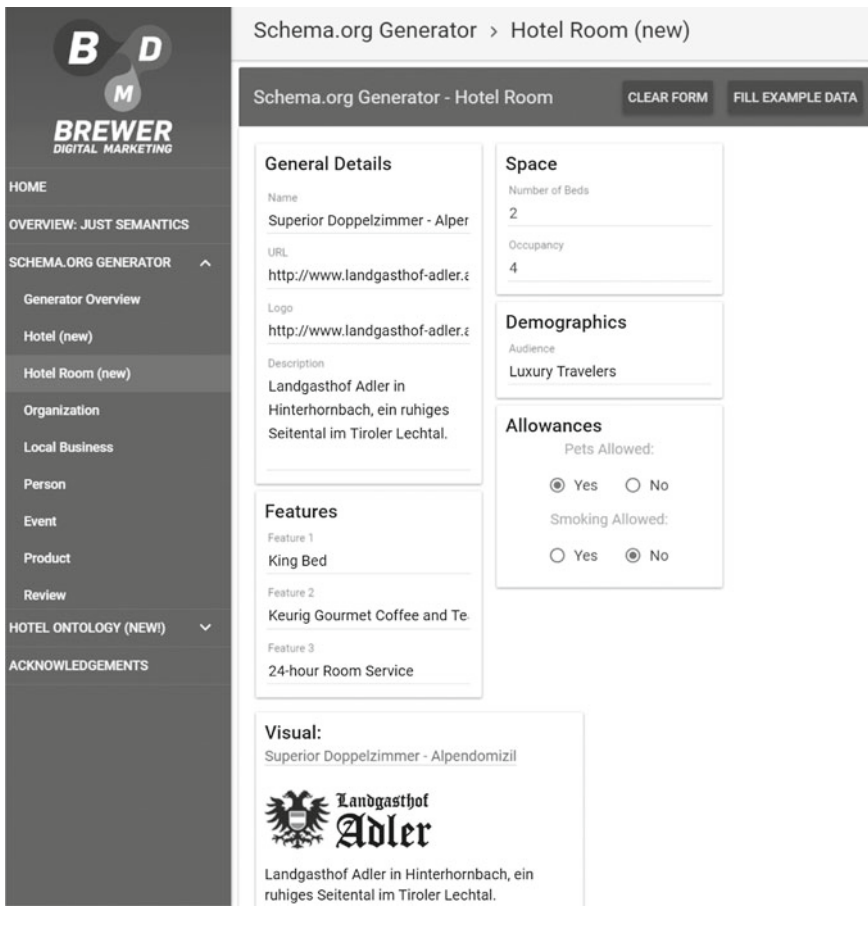 B D
M
BREWER
DIGITAL MARKETING
HOME
OVERVIEW: JUST SEMANTICS
SCHEMA.ORG GENERATOR
Generator Overview
Hotel (new)
Hotel Room (new)
Organization
Local Business
Person
Event
Product
Review
HOTEL ONTOLOGY (NEW!)
ACKNOWLEDGEMENTS
Schema.org Generator > Hotel Room (new)
Schema.org Generator - Hotel Room
CLEAR FORM
FILL EXAMPLE DATA
General Details
Name
Superior Doppelzimmer - Alper
URL
http://www.landgasthof-adler.a
Logo
http://www.landgasthof-adler.a
Description
Landgasthof Adler in
Hinterhornbach, ein ruhiges
Seitental im Tiroler Lechtal.
Features
Feature 1
King Bed
Feature 2
Keurig Gourmet Coffee and Te
Feature 3
24-hour Room Service
Space
Number of Beds
2
Occupancy
4
Demographics
Audience
Luxury Travelers
Allowances
Pets Allowed:
Yes No
Smoking Allowed:
Yes No
Visual:
Superior Doppelzimmer - Alpendomizil
Landgasthof
Adler
Landgasthof Adler in Hinterhornbach, ein
ruhiges Seitental im Tiroler Lechtal.